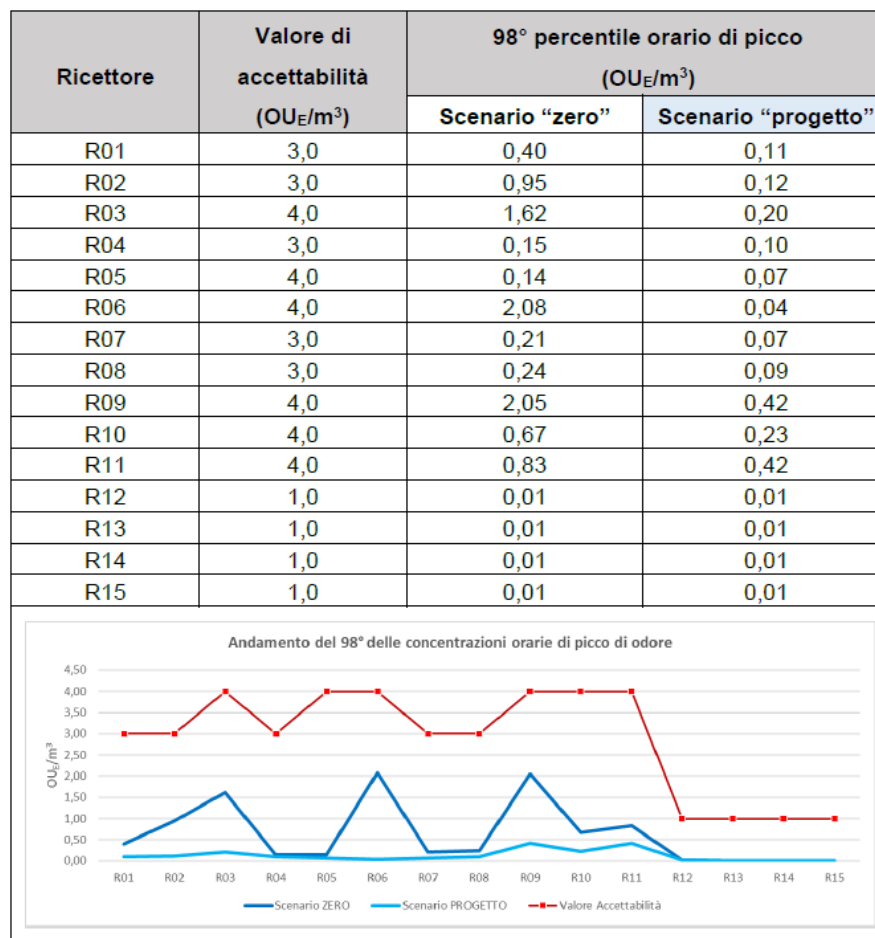 Ricettore Valore di accettabilità (OUE/m³) 98° percentile orario di picco (OUE/m³)
Scenario “zero” Scenario “progetto”
R01 3,0 0,40 0,11
R02 3,0 0,95 0,12
R03 4,0 1,62 0,20
R04 3,0 0,15 0,10
R05 4,0 0,14 0,07
R06 4,0 2,08 0,04
R07 3,0 0,21 0,07
R08 3,0 0,24 0,09
R09 4,0 2,05 0,42
R10 4,0 0,67 0,23
R11 4,0 0,83 0,42
R12 1,0 0,01 0,01
R13 1,0 0,01 0,01
R14 1,0 0,01 0,01
R15 1,0 0,01 0,01
Andamento del 98° delle concentrazioni orarie di picco di odore
OUE/m³
4,50
4,00
3,50
3,00
2,50
2,00
1,50
1,00
0,50
0,00
R01 R02 R03 R04 R05 R06 R07 R08 R09 R10 R11 R12 R13 R14 R15
Scenario ZERO Scenario PROGETTO Valore Accettabilità